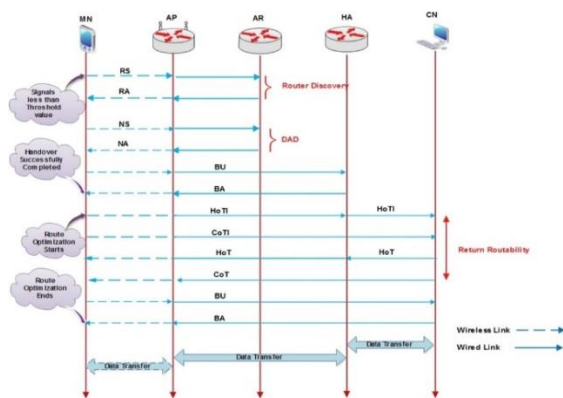 MN
AP
AR
HA
CN
RS
RA
Router Discovery
Signals
less than
Threshold
value
NS
NA
DAD
Handover
Successfully
Completed
BU
BA
HoTI
HoTI
CoTI
Route
Optimization
Starts
HoT
HoT
Return Routability
CoT
Route
Optimization
Ends
BU
BA
Wireless Link
Wired Link
Data Transfer
Data Transfer
Data Transfer